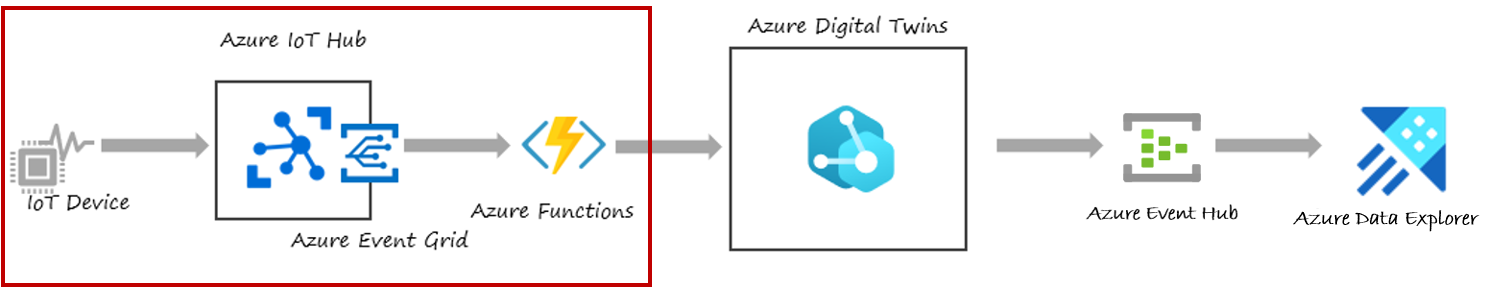 Azure IoT Hub
Azure Digital Twins
IoT Device
Azure Event Grid
Azure Functions
Azure Event Hub
Azure Data Explorer